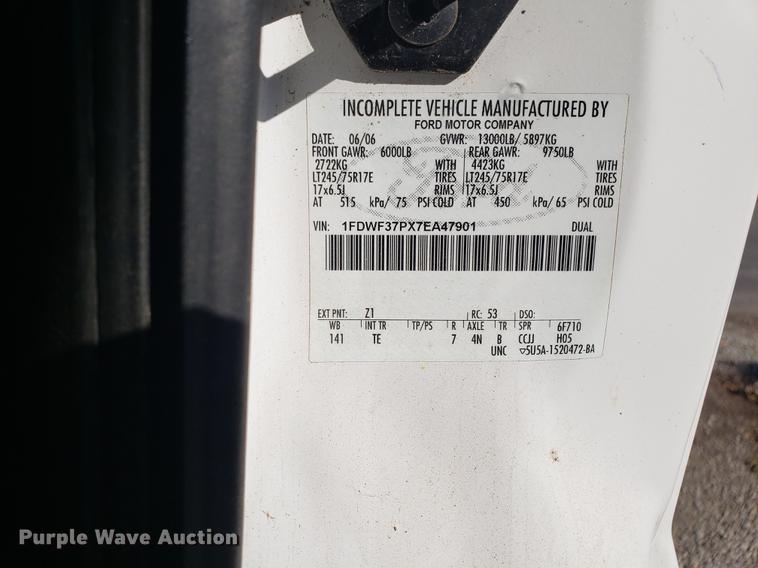 INCOMPLETE VEHICLE MANUFACTURED BY
FORD MOTOR COMPANY
DATE: 06/06 GVWR: 13000LB/ 5897KG
FRONT GAWR: 6000LB REAR GAWR: 9750LB
2722KG WITH 4423KG WITH
LT245/75R17E TIRES LT245/75R17E TIRES
17x6.5J RIMS 17x6.5J RIMS
AT 515 kPa/ 75 PSI COLD AT 450 kPa/ 65 PSI COLD
VIN: 1FDWF37PX7EA47901 DUAL
EXT PNT: Z1 RC: 53 DSO:
WB INT TR TP/PS R AXLE TR SPR 6F710
141 TE 7 4N B CCJJ H05
UNC ▽5U5A-1520472-BA
Purple Wave Auction